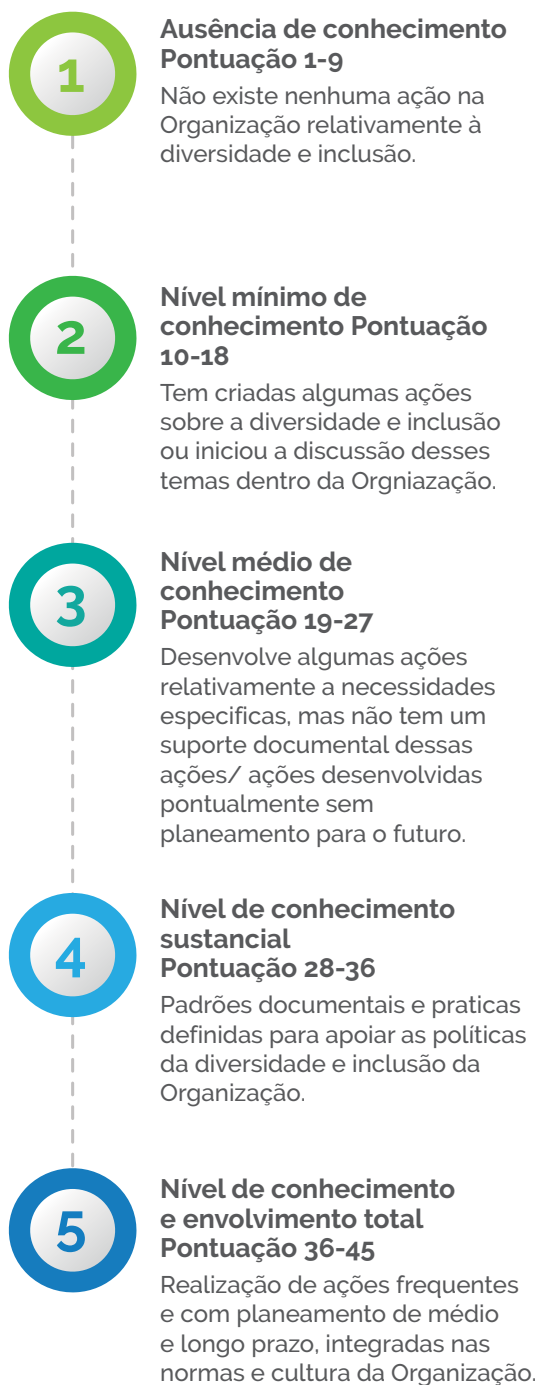 1
Ausência de conhecimento
Pontuação 1-9
Não existe nenhuma ação na
Organização relativamente à
diversidade e inclusão.
2
Nível mínimo de
conhecimento Pontuação
10-18
Tem criadas algumas ações
sobre a diversidade e inclusão
ou iniciou a discussão desses
temas dentro da Orgniazação.
3
Nível médio de
conhecimento
Pontuação 19-27
Desenvolve algumas ações
relativamente a necessidades
especificas, mas não tem um
suporte documental dessas
ações/ ações desenvolvidas
pontualmente sem
planeamento para o futuro.
4
Nível de conhecimento
sustancial
Pontuação 28-36
Padrões documentais e praticas
definidas para apoiar as políticas
da diversidade e inclusão da
Organização.
5
Nível de conhecimento
e envolvimento total
Pontuação 36-45
Realização de ações frequentes
e com planeamento de médio
e longo prazo, integradas nas
normas e cultura da Organização.